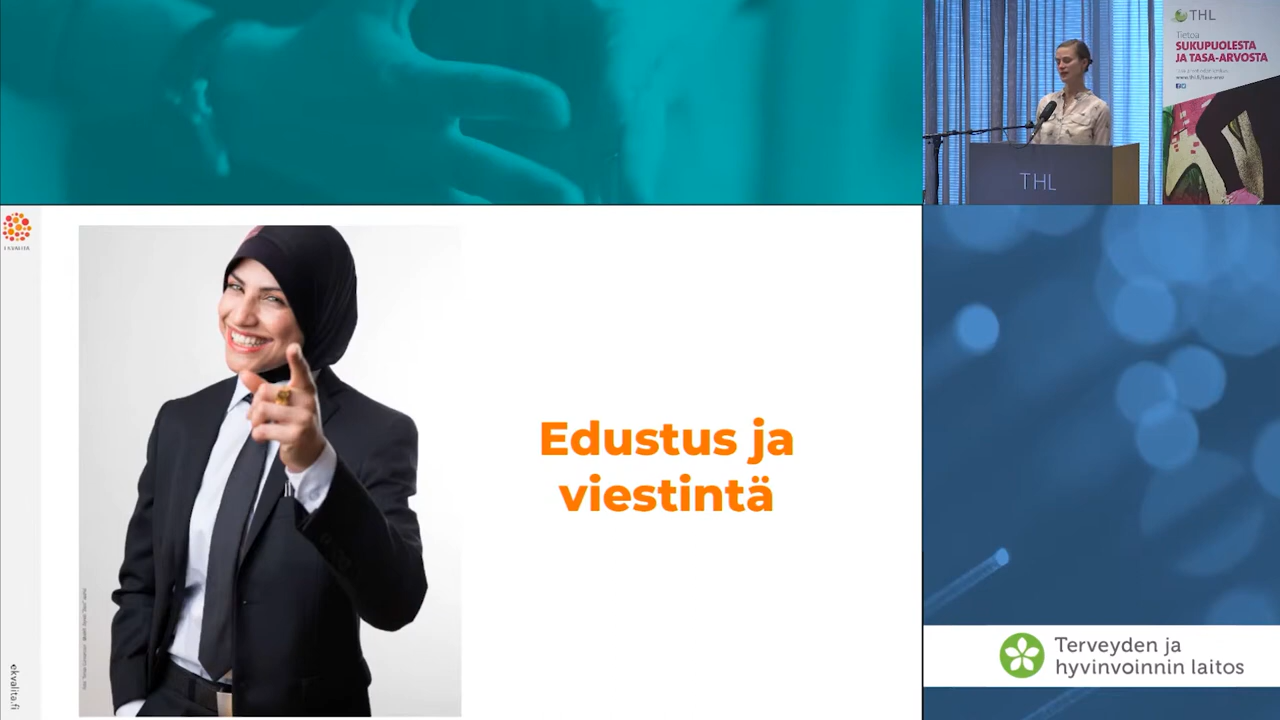 THL
Tietoa
SUKUPUOLESTA
JA TASA-ARVOSTA
THL
Edustus ja
viestintä
ekvalita.fi
Terveyden ja
hyvinvoinnin laitos